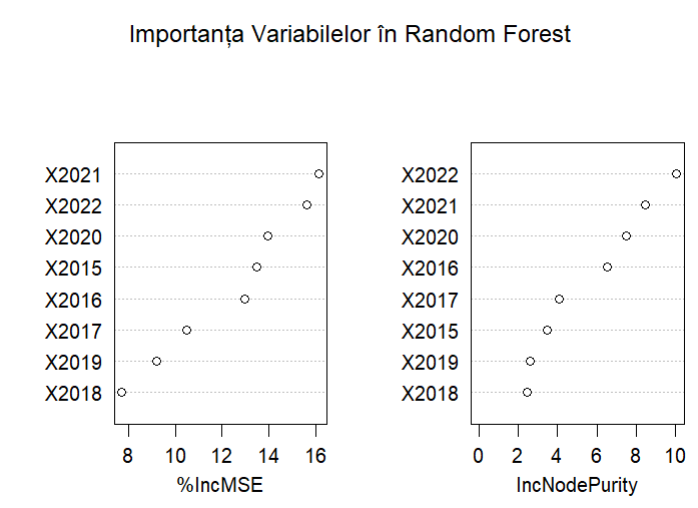 Importanța Variabilelor în Random Forest
X2021
X2022
X2020
X2015
X2016
X2017
X2019
X2018
8 10 12 14 16
%IncMSE
X2022
X2021
X2020
X2016
X2017
X2015
X2019
X2018
0 2 4 6 8 10
IncNodePurity